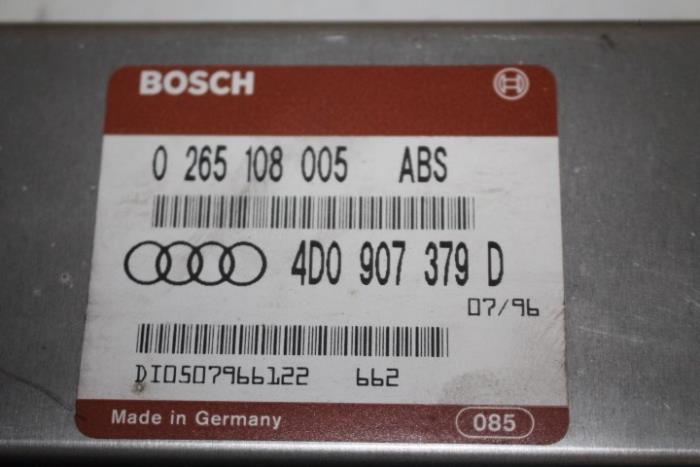 BOSCH
0 265 108 005 ABS
4D0 907 379 D
07/96
DI0507966122 662
Made in Germany 085